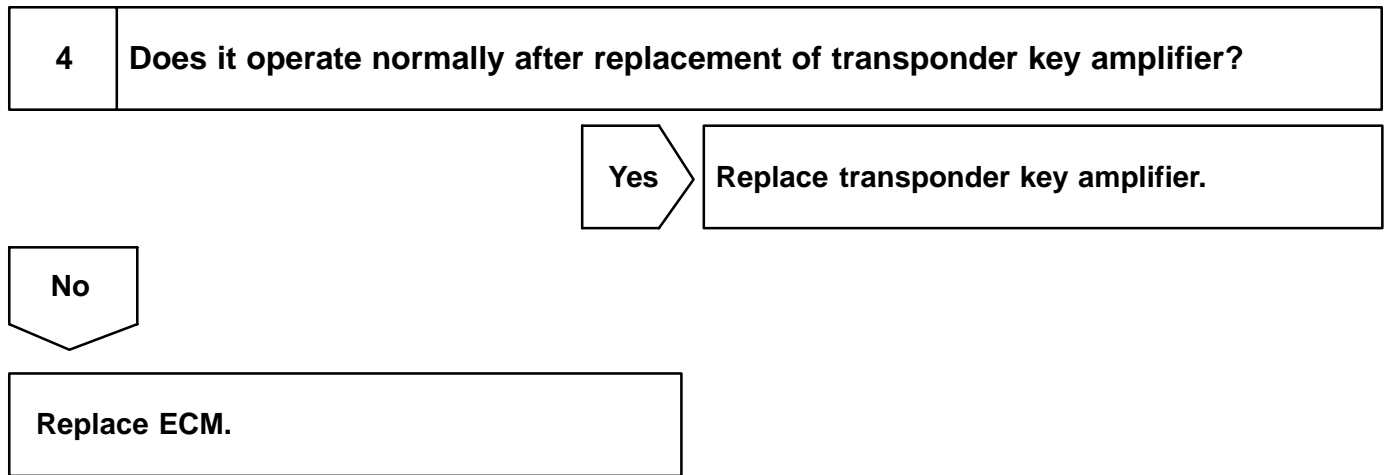 4
Does it operate normally after replacement of transponder key amplifier?
Yes
Replace transponder key amplifier.
No
Replace ECM.